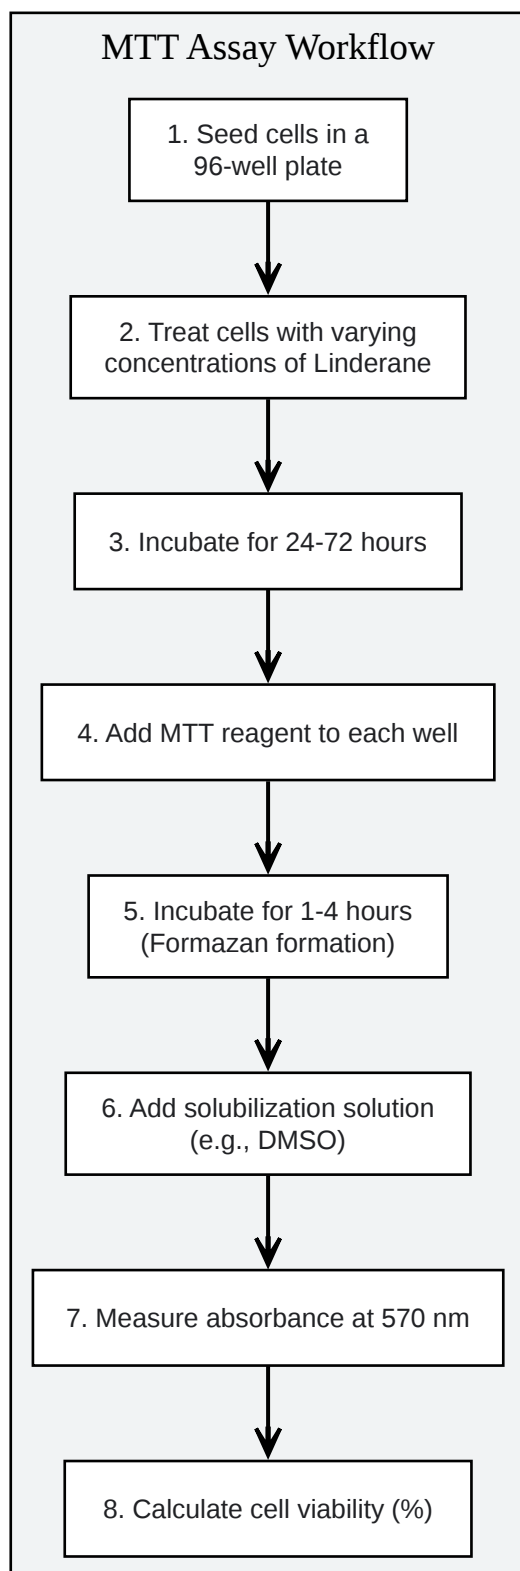 MTT Assay Workflow
1. Seed cells in a
96-well plate
2. Treat cells with varying
concentrations of Linderane
3. Incubate for 24-72 hours
4. Add MTT reagent to each well
5. Incubate for 1-4 hours
(Formazan formation)
6. Add solubilization solution
(e.g., DMSO)
7. Measure absorbance at 570 nm
8. Calculate cell viability (%)